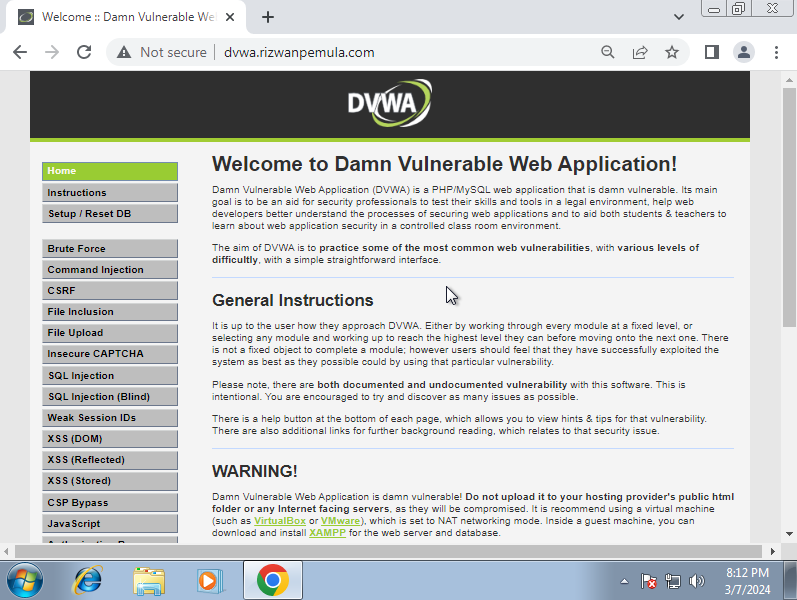 Welcome :: Damn Vulnerable We
Not secure
dvwa.rizwanpemula.com
DVWA
Home
Instructions
Setup / Reset DB
Brute Force
Command Injection
CSRF
File Inclusion
File Upload
Insecure CAPTCHA
SQL Injection
SQL Injection (Blind)
Weak Session IDs
XSS (DOM)
XSS (Reflected)
XSS (Stored)
CSP Bypass
JavaScript
Welcome to Damn Vulnerable Web Application!
Damn Vulnerable Web Application (DVWA) is a PHP/MySQL web application that is damn vulnerable. Its main
goal is to be an aid for security professionals to test their skills and tools in a legal environment, help web
developers better understand the processes of securing web applications and to aid both students & teachers to
learn about web application security in a controlled class room environment.
The aim of DVWA is to practice some of the most common web vulnerabilities, with various levels of
difficultly, with a simple straightforward interface.
General Instructions
It is up to the user how they approach DVWA. Either by working through every module at a fixed level, or
selecting any module and working up to reach the highest level they can before moving onto the next one. There
is not a fixed object to complete a module; however users should feel that they have successfully exploited the
system as best as they possible could by using that particular vulnerability.
Please note, there are both documented and undocumented vulnerability with this software. This is
intentional. You are encouraged to try and discover as many issues as possible.
There is a help button at the bottom of each page, which allows you to view hints & tips for that vulnerability.
There are also additional links for further background reading, which relates to that security issue.
WARNING!
Damn Vulnerable Web Application is damn vulnerable! Do not upload it to your hosting provider's public html
folder or any Internet facing servers, as they will be compromised. It is recommend using a virtual machine
(such as VirtualBox or VMware), which is set to NAT networking mode. Inside a guest machine, you can
download and install XAMPP for the web server and database.
8:12 PM
3/7/2024